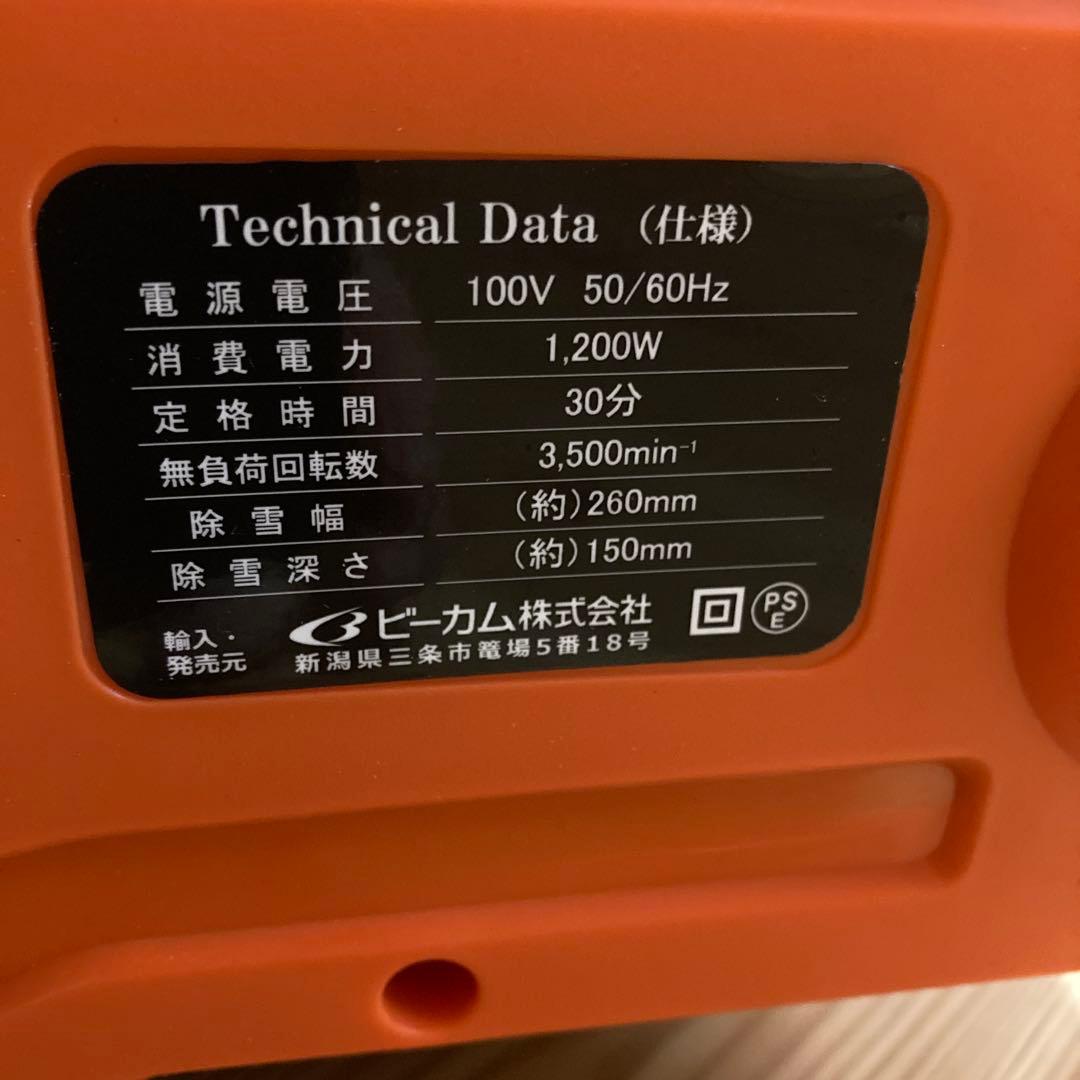 Technical Data （仕様）
電源電圧 100V 50/60Hz
消費電力 1,200W
定格時間 30分
無負荷回転数 3,500min⁻¹
除雪幅 （約）260mm
除雪深さ （約）150mm
輸入・発売元 ビーカム株式会社
新潟県三条市篭場5番18号
PSE